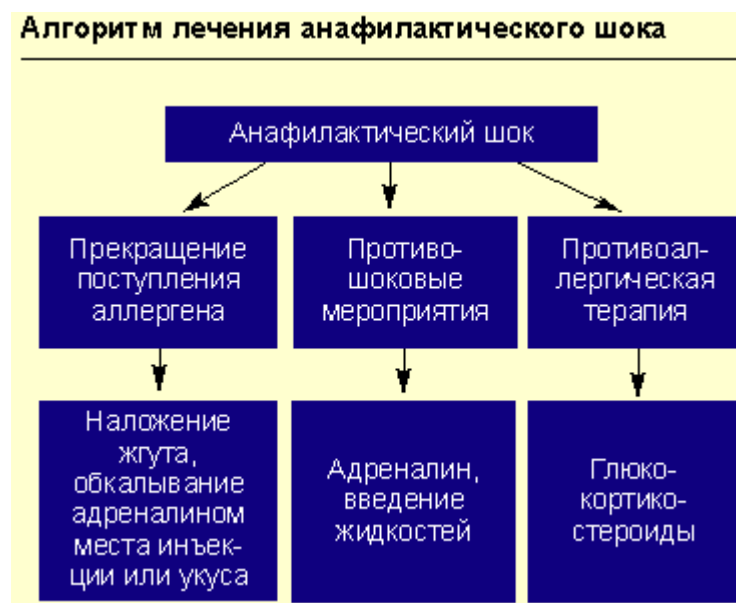 Алгоритм лечения анафилактического шока
Анафилактический шок
Прекращение
поступления
аллергена
Противо-
шоковые
мероприятия
Противоал-
лергическая
терапия
Наложение
жгута,
обкалывание
адреналином
места инъек-
ции или укуса
Адреналин,
введение
жидкостей
Глюко-
кортико-
стероиды